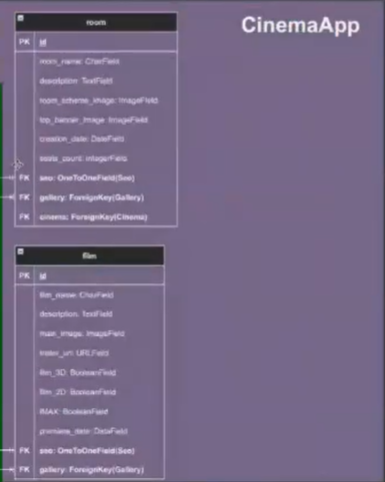 CinemaApp
room
PK id
room_name: CharField
description: TextField
room_scheme_image: ImageField
top_banner_image: ImageField
creation_date: DateField
seats_count: IntegerField
FK seo: OneToOneField(Seo)
FK gallery: ForeignKey(Gallery)
FK cinema: ForeignKey(Cinema)
film
PK id
film_name: CharField
description: TextField
main_image: ImageField
trailer_url: URLField
film_3D: BooleanField
film_2D: BooleanField
IMAX: BooleanField
premiere_date: DateField
FK seo: OneToOneField(Seo)
FK gallery: ForeignKey(Gallery)